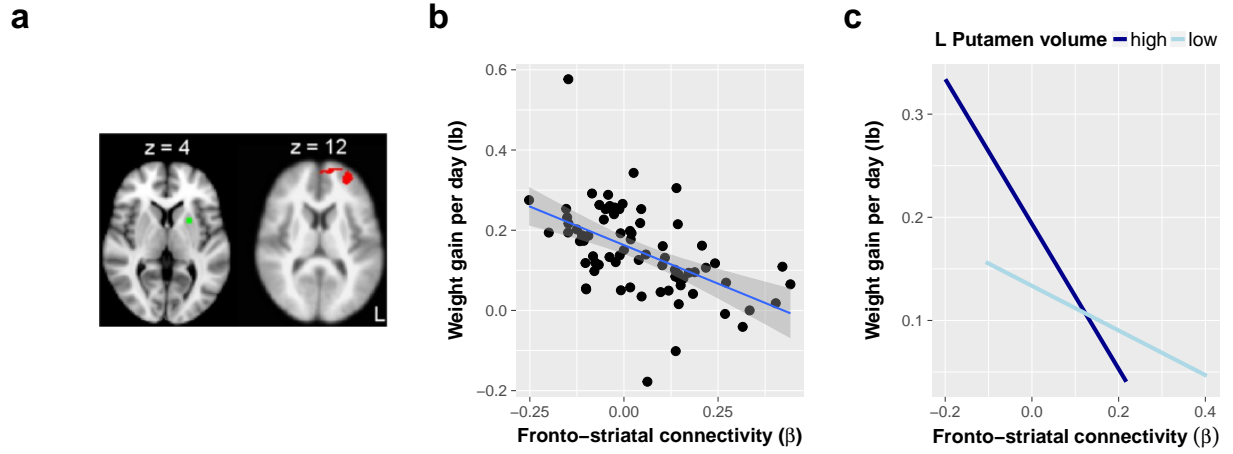 a
z = 4
z = 12
L
b
Weight gain per day (lb)
0.6
0.4
0.2
0.0
−0.2
−0.25
0.00
0.25
Fronto−striatal connectivity (β)
c
L Putamen volume high low
Weight gain per day (lb)
0.3
0.2
0.1
−0.2
0.0
0.2
0.4
Fronto−striatal connectivity (β)